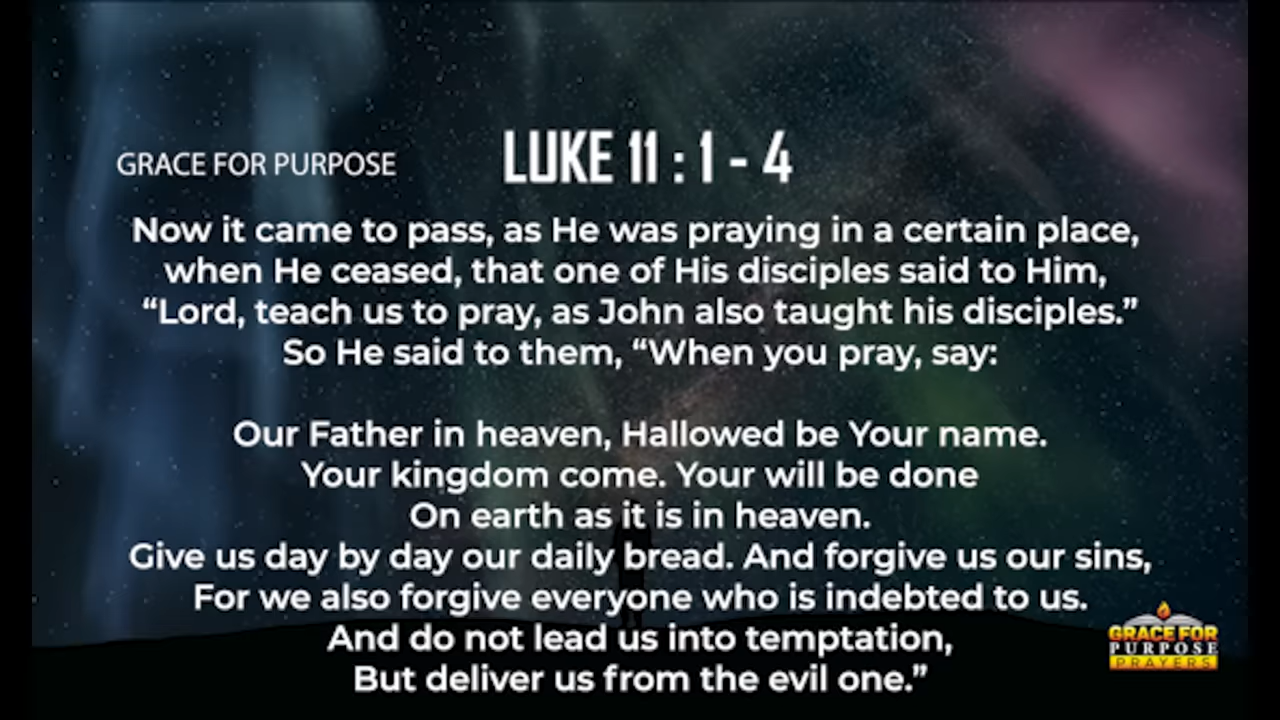 GRACE FOR PURPOSE
LUKE 11 : 1 - 4
Now it came to pass, as He was praying in a certain place,
when He ceased, that one of His disciples said to Him,
“Lord, teach us to pray, as John also taught his disciples.”
So He said to them, “When you pray, say:
Our Father in heaven, Hallowed be Your name.
Your kingdom come. Your will be done
On earth as it is in heaven.
Give us day by day our daily bread. And forgive us our sins,
For we also forgive everyone who is indebted to us.
And do not lead us into temptation,
But deliver us from the evil one.”
GRACE FOR
PURPOSE
PRAYERS